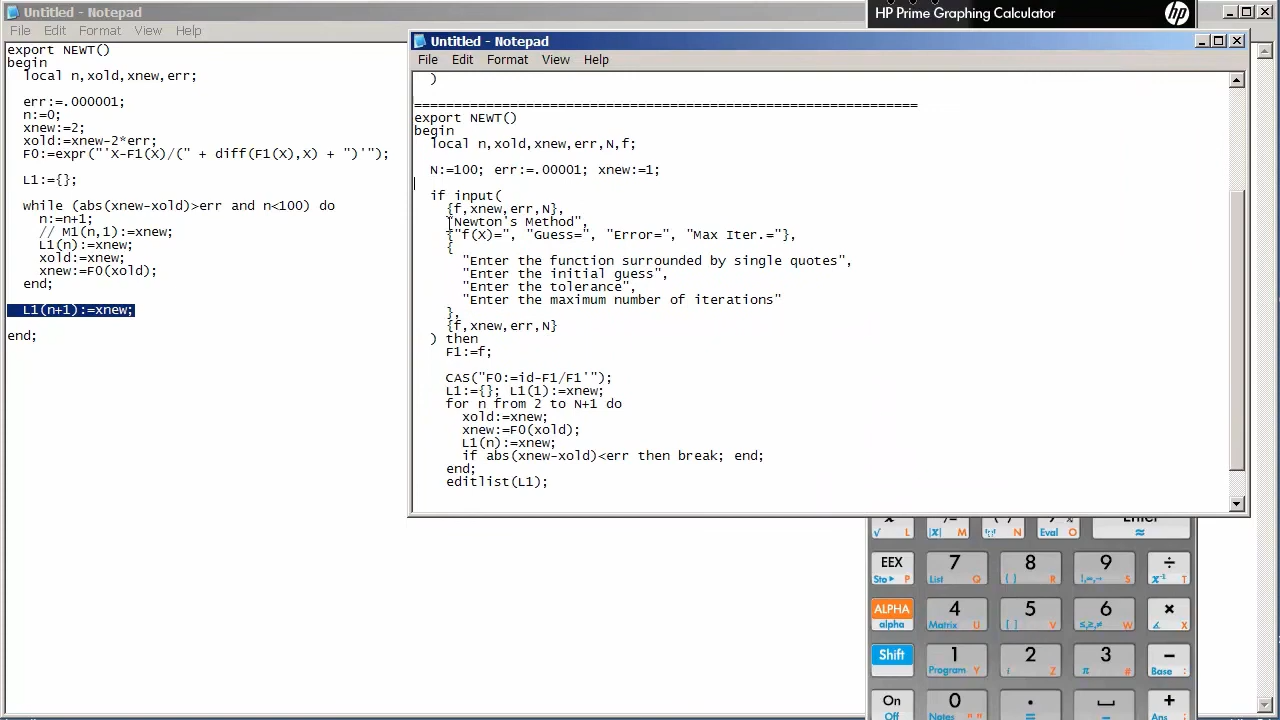 Untitled - Notepad
File Edit Format View Help
export NEWT()
begin
local n,xold,xnew,err;
err:=.000001;
n:=0;
xnew:=2;
xold:=xnew-2*err;
F0:=expr("'X-F1(X)/(" + diff(F1(X),X) + ")'");
L1:={};
while (abs(xnew-xold)>err and n<100) do
n:=n+1;
// M1(n,1):=xnew;
L1(n):=xnew;
xold:=xnew;
xnew:=F0(xold);
end;
L1(n+1):=xnew;
end;
HP Prime Graphing Calculator
hp
Untitled - Notepad
File Edit Format View Help
)
===============================================================
export NEWT()
begin
local n,xold,xnew,err,N,f;
N:=100; err:=.00001; xnew:=1;
if input(
{f,xnew,err,N},
"Newton's Method",
{"f(X)=", "Guess=", "Error=", "Max Iter.="},
{
"Enter the function surrounded by single quotes",
"Enter the initial guess",
"Enter the tolerance",
"Enter the maximum number of iterations"
},
{f,xnew,err,N}
) then
F1:=f;
CAS("F0:=id-F1/F1'");
L1:={}; L1(1):=xnew;
for n from 2 to N+1 do
xold:=xnew;
xnew:=F0(xold);
L1(n):=xnew;
if abs(xnew-xold)<err then break; end;
end;
editlist(L1);
√ L |X| M N Eval O ≈
EEX 7 8 9 ÷
Sto▸ P List Q { } R !,∞,→ S x⁻¹ T
ALPHA 4 5 6 ×
alpha Matrix U [ ] V ≤,≥,≠ W ∡ X
Shift 1 2 3 −
Program Y i Z π # Base :
On 0 . +
Off Notes " " = _ Ans ;